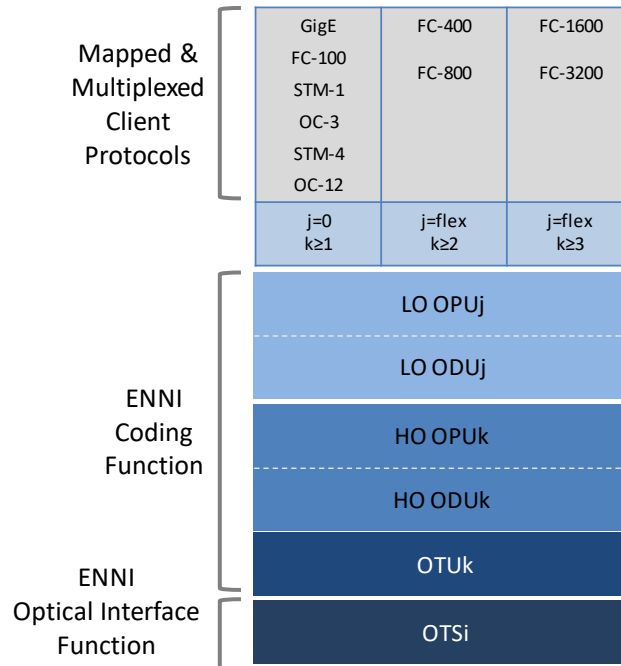 Mapped &
Multiplexed
Client
Protocols
GigE
FC-100
STM-1
OC-3
STM-4
OC-12
FC-400
FC-800
FC-1600
FC-3200
j=0
k≥1
j=flex
k≥2
j=flex
k≥3
ENNI
Coding
Function
LO OPUj
LO ODUj
HO OPUk
HO ODUk
OTUk
ENNI
Optical Interface
Function
OTSi